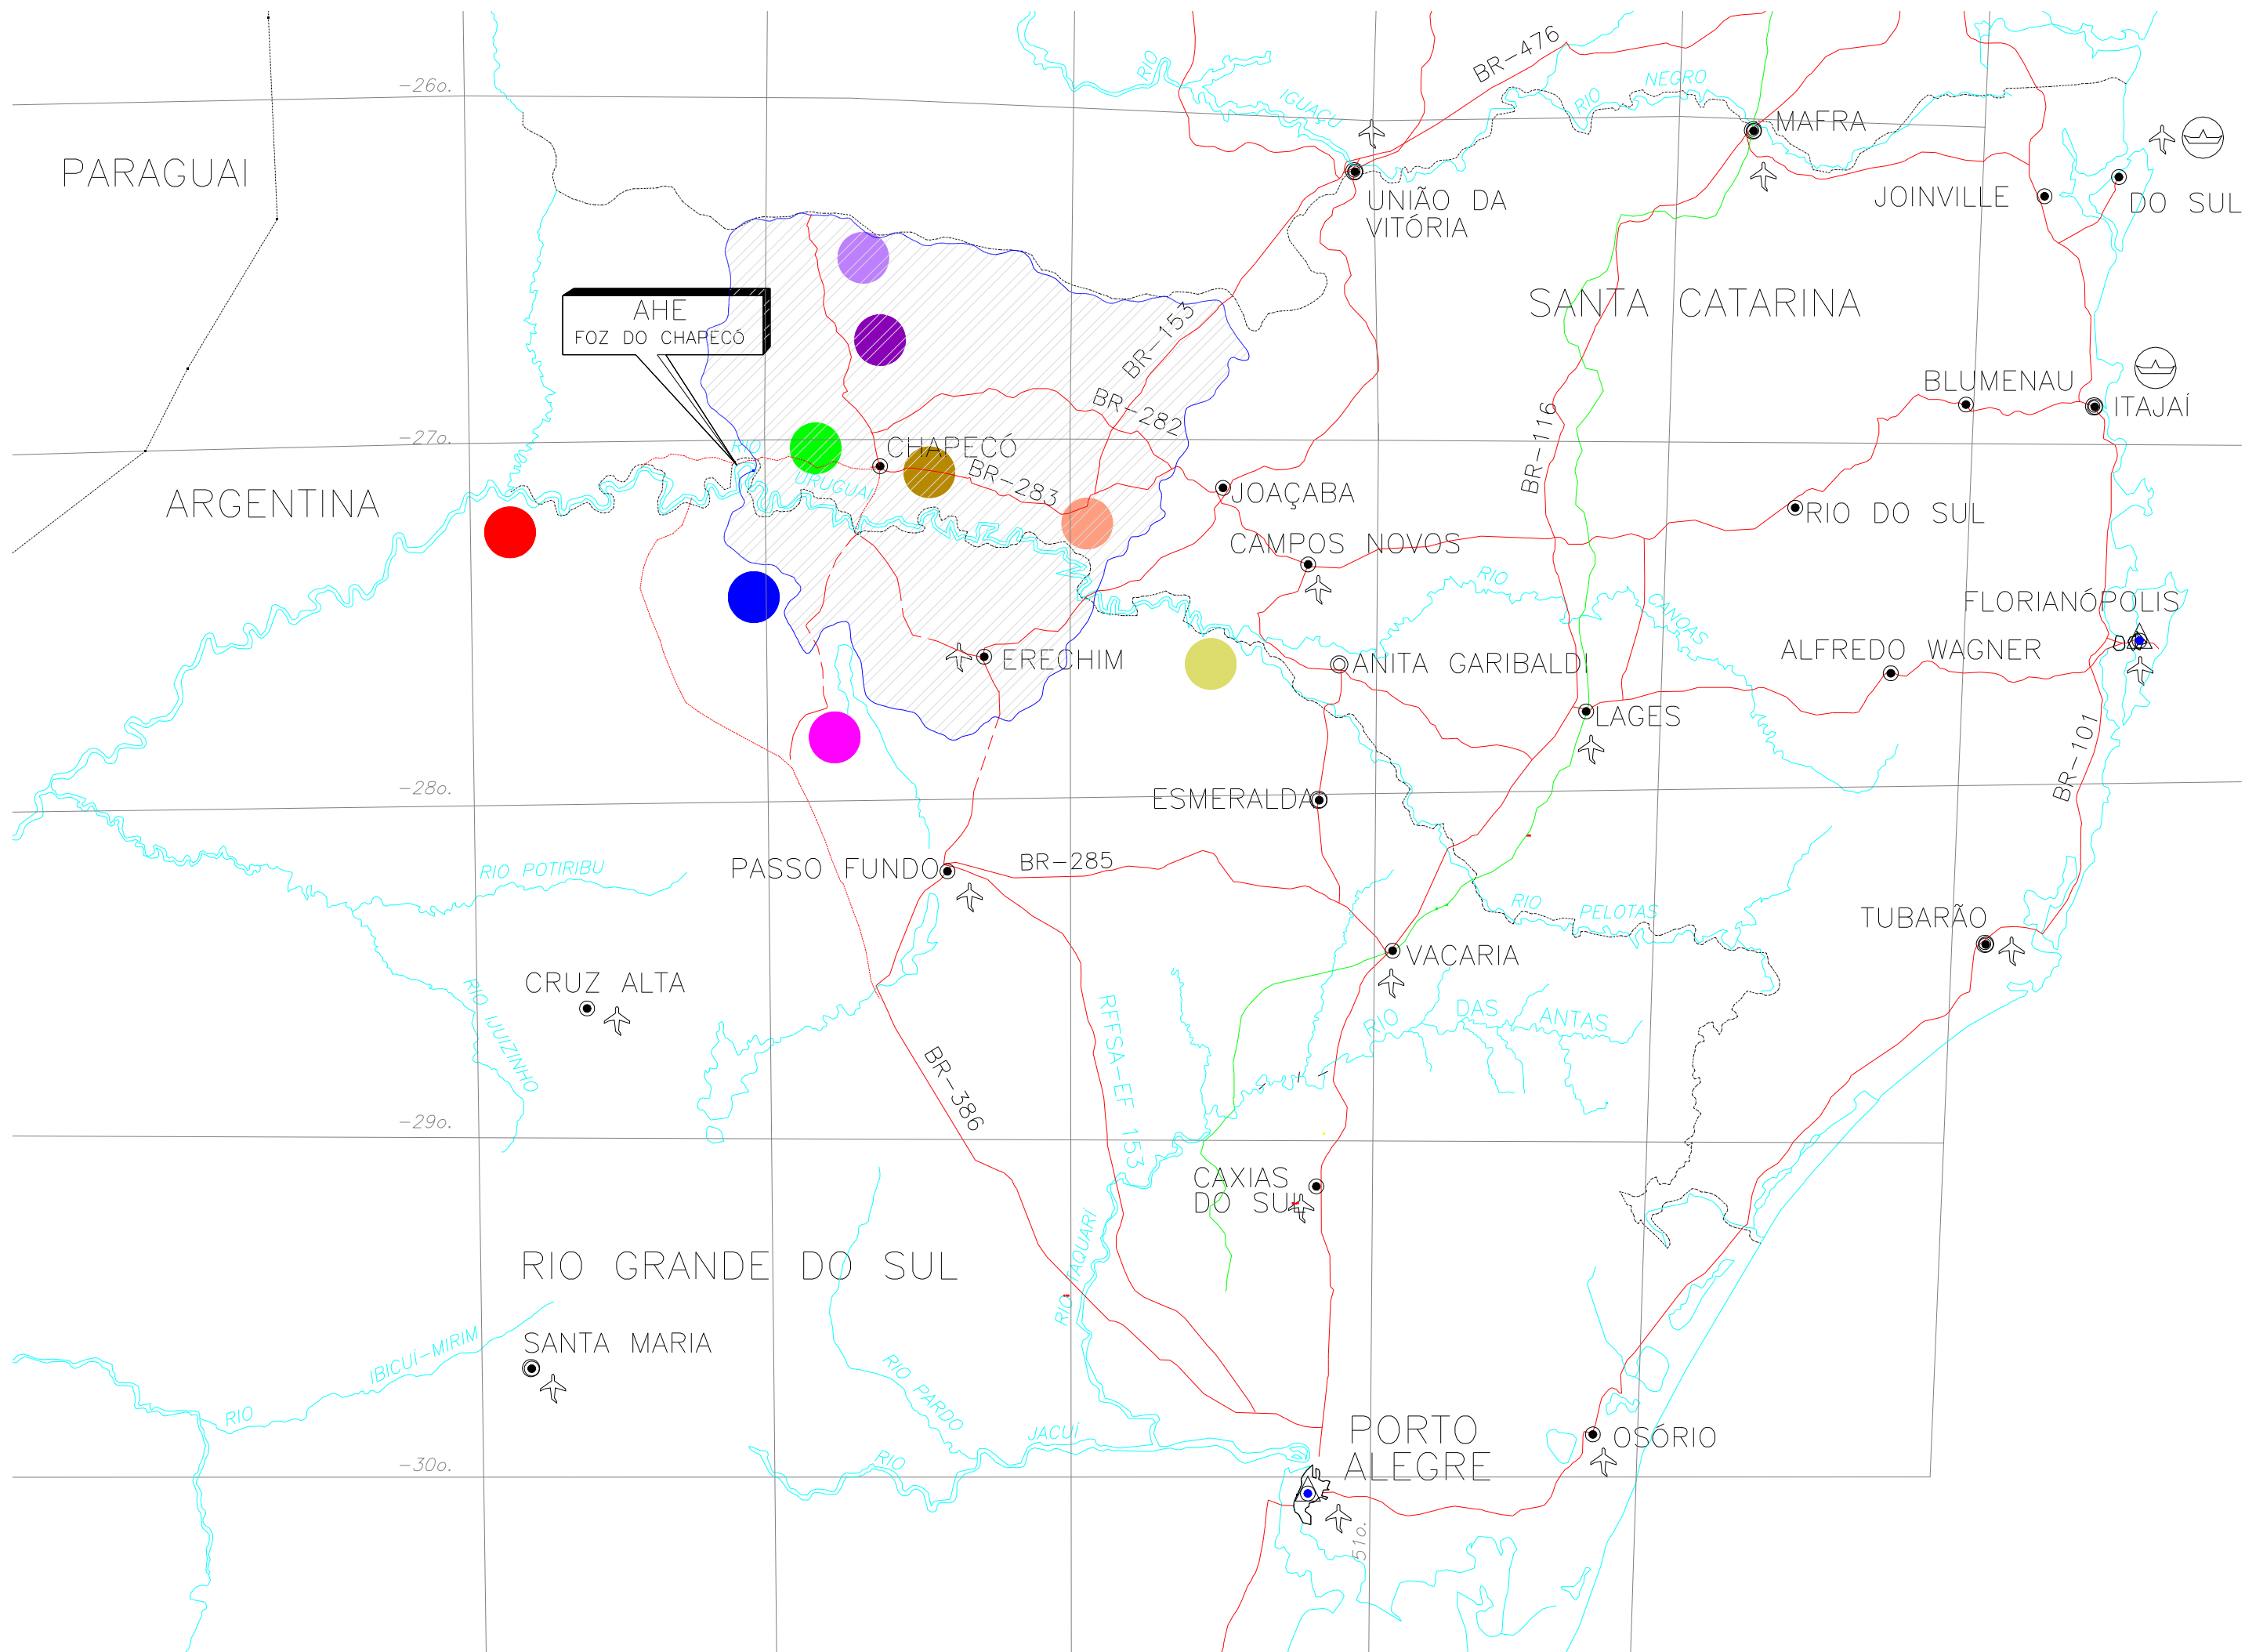 BR-476
-26o.
RIO
NEGRO
IGUAÇU
RIO
MAFRA
PARAGUAI
UNIÃO DA
VITÓRIA
JOINVILLE
DO SUL
AHE
FOZ DO CHAPECÓ
SANTA CATARINA
BR-153
BLUMENAU
ITAJAÍ
BR-282
BR-116
-27o.
RIO
CHAPECÓ
URUGUAI
BR-283
JOAÇABA
ARGENTINA
RIO DO SUL
CAMPOS NOVOS
RIO
CANOAS
FLORIANÓPOLIS
ERECHIM
ANITA GARIBALDI
ALFREDO WAGNER
LAGES
BR-101
-28o.
ESMERALDA
PASSO FUNDO
BR-285
RIO POTIRIBU
RIO
PELOTAS
TUBARÃO
VACARIA
CRUZ ALTA
RIO IJUIZINHO
RFFSA-EF 153
RIO
DAS
ANTAS
BR-386
-29o.
CAXIAS
DO SUL
RIO TAQUARÍ
RIO GRANDE DO SUL
SANTA MARIA
RIO
IBICUÍ-MIRIM
RIO PARDO
JACUÍ
RIO
PORTO
ALEGRE
OSÓRIO
-30o.
51o.